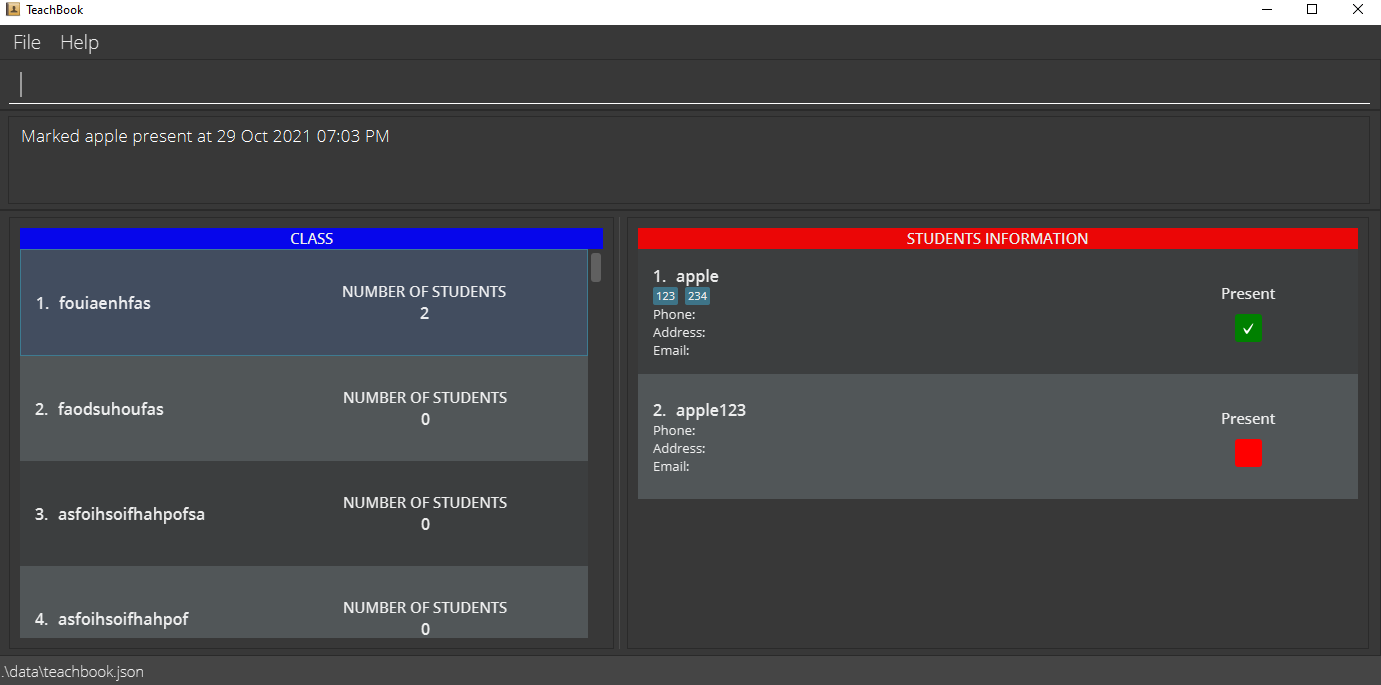 TeachBook
File Help
Marked apple present at 29 Oct 2021 07:03 PM
CLASS
1. fouiaenhfas
NUMBER OF STUDENTS
2
2. faodsuhoufas
NUMBER OF STUDENTS
0
3. asfoihsoifhahpofsa
NUMBER OF STUDENTS
0
4. asfoihsoifhahpof
NUMBER OF STUDENTS
0
STUDENTS INFORMATION
1. apple
123 234
Phone:
Address:
Email:
Present
2. apple123
Phone:
Address:
Email:
Present
.\data\teachbook.json